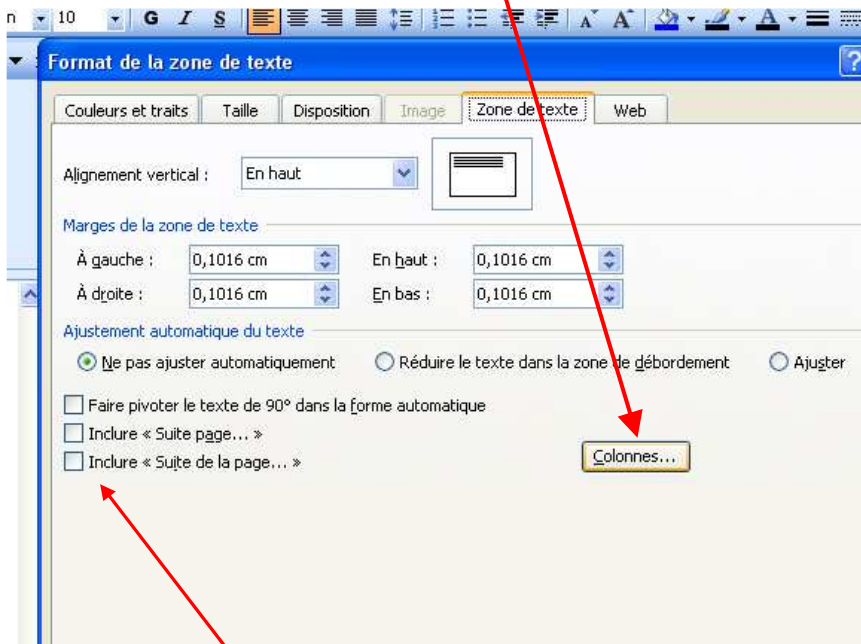 n 10 G I S A A A
Format de la zone de texte ?
Couleurs et traits Taille Disposition Image Zone de texte Web
Alignement vertical : En haut
Marges de la zone de texte
À gauche : 0,1016 cm En haut : 0,1016 cm
À droite : 0,1016 cm En bas : 0,1016 cm
Ajustement automatique du texte
Ne pas ajuster automatiquement Réduire le texte dans la zone de débordement Ajuster
Faire pivoter le texte de 90° dans la forme automatique
Inclure « Suite page... »
Inclure « Suite de la page... » Colonnes...